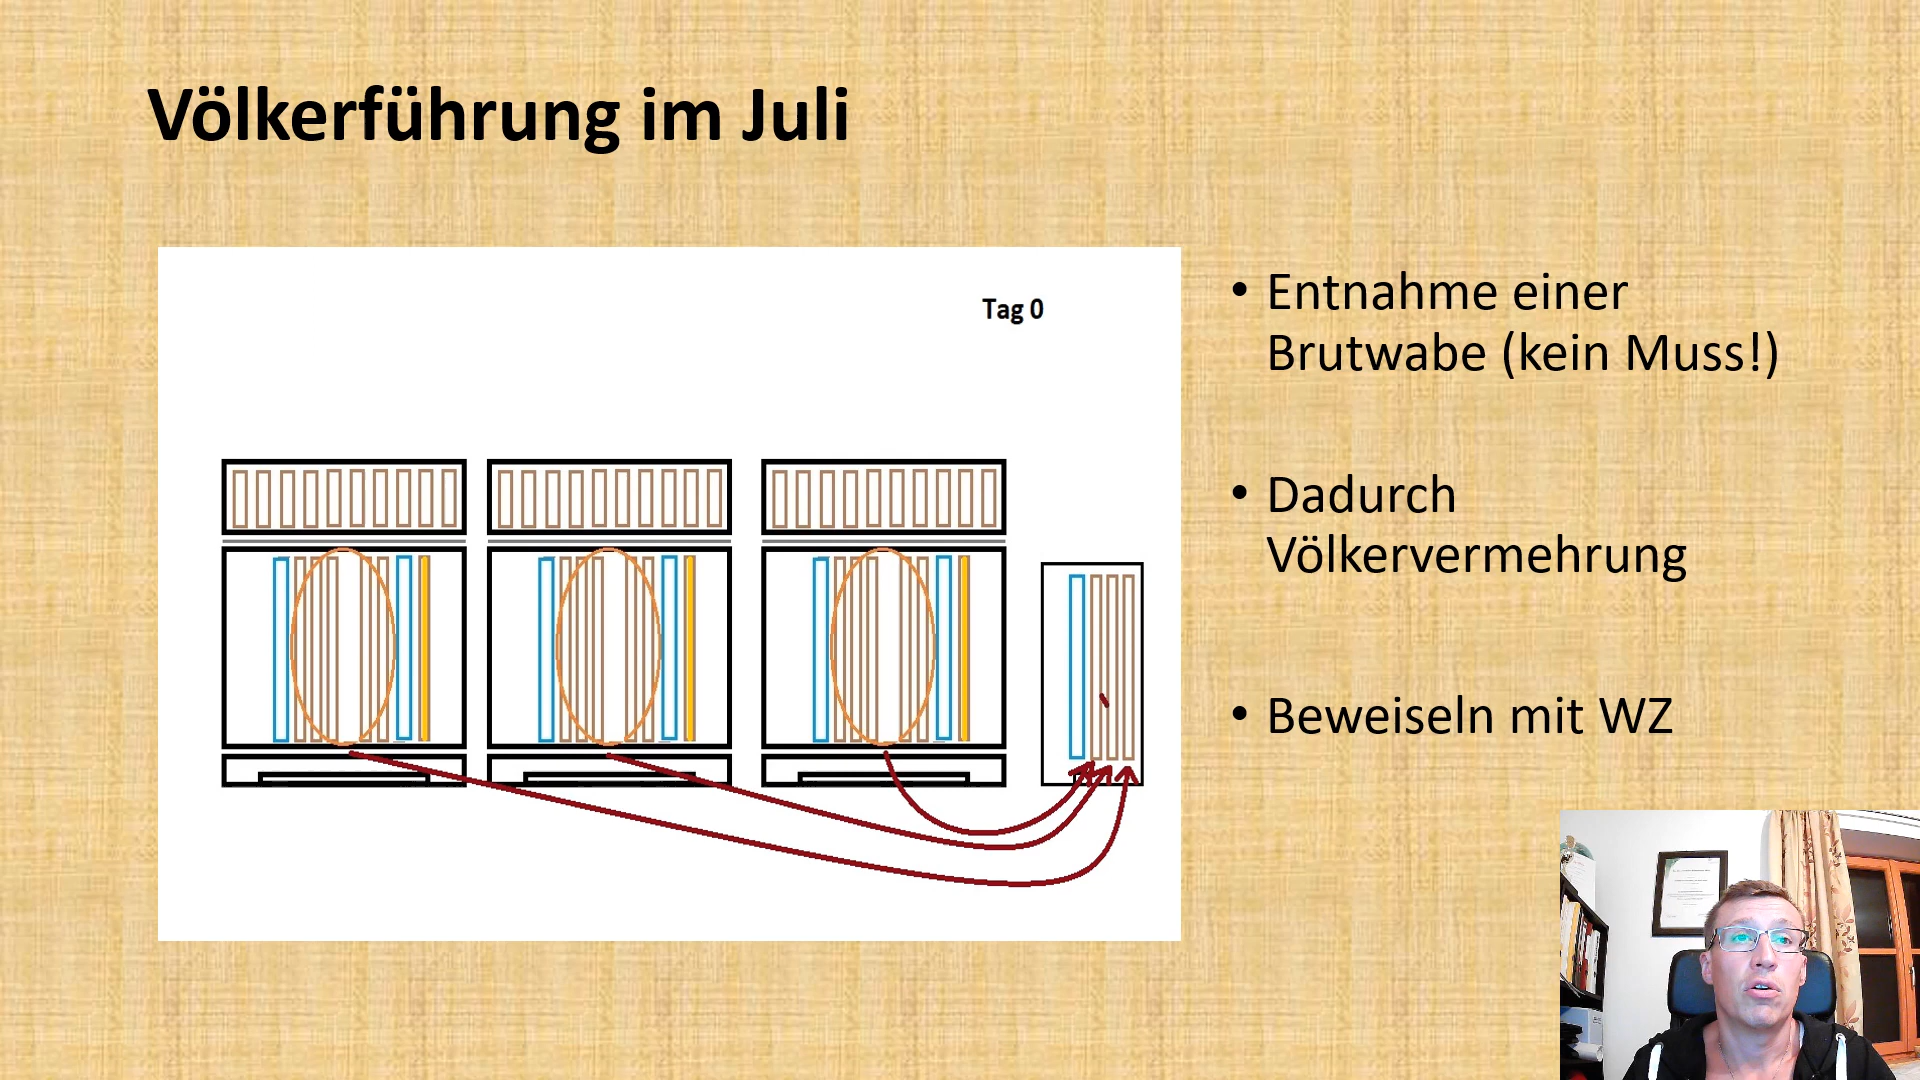 Völkerführung im Juli
Tag 0
• Entnahme einer
Brutwabe (kein Muss!)
• Dadurch
Völkervermehrung
• Beweiseln mit WZ